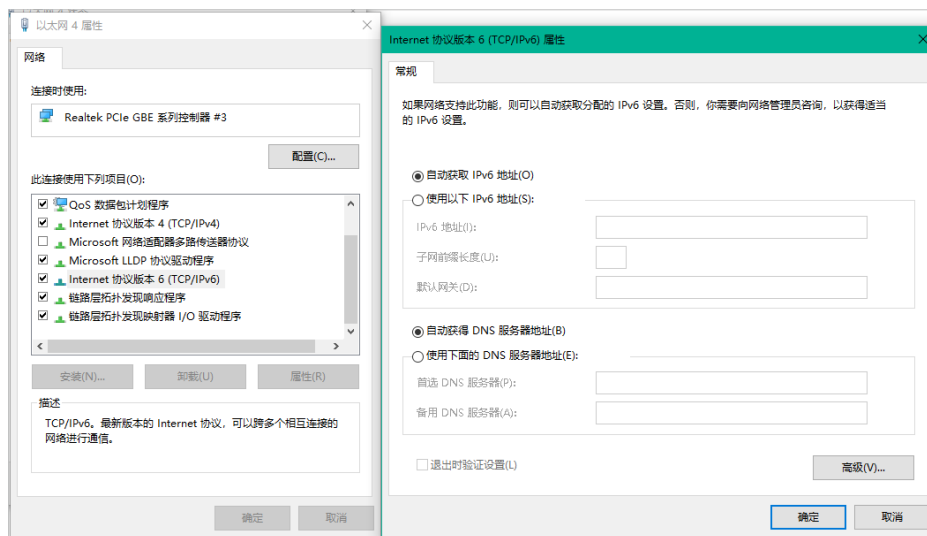 以太网 4 属性
网络
连接时使用:
Realtek PCIe GBE 系列控制器 #3
配置(C)...
此连接使用下列项目(O):
QoS 数据包计划程序
Internet 协议版本 4 (TCP/IPv4)
Microsoft 网络适配器多路传送器协议
Microsoft LLDP 协议驱动程序
Internet 协议版本 6 (TCP/IPv6)
链路层拓扑发现响应程序
链路层拓扑发现映射器 I/O 驱动程序
安装(N)...
卸载(U)
属性(R)
描述
TCP/IPv6。最新版本的 Internet 协议，可以跨多个相互连接的
网络进行通信。
确定
取消
Internet 协议版本 6 (TCP/IPv6) 属性
常规
如果网络支持此功能，则可以自动获取分配的 IPv6 设置。否则，你需要向网络管理员咨询，以获得适当
的 IPv6 设置。
自动获取 IPv6 地址(O)
使用以下 IPv6 地址(S):
IPv6 地址(I):
子网前缀长度(U):
默认网关(D):
自动获得 DNS 服务器地址(B)
使用下面的 DNS 服务器地址(E):
首选 DNS 服务器(P):
备用 DNS 服务器(A):
退出时验证设置(L)
高级(V)...
确定
取消